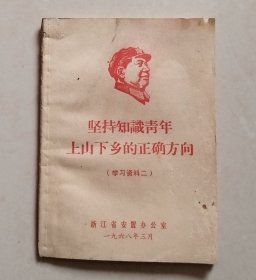 坚持知識青年
上山下乡的正确方向
(学习资料二)
浙江省安置办公室
一九六八年三月